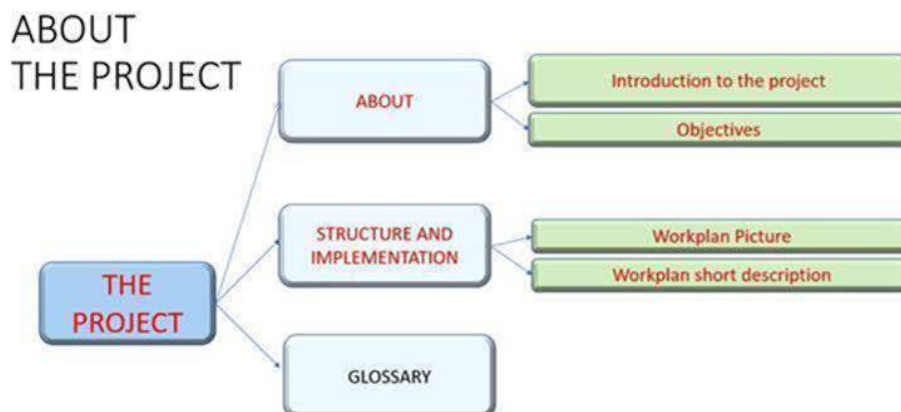 ABOUT
THE PROJECT
ABOUT
Introduction to the project
Objectives
STRUCTURE AND
IMPLEMENTATION
Workplan Picture
Workplan short description
THE
PROJECT
GLOSSARY